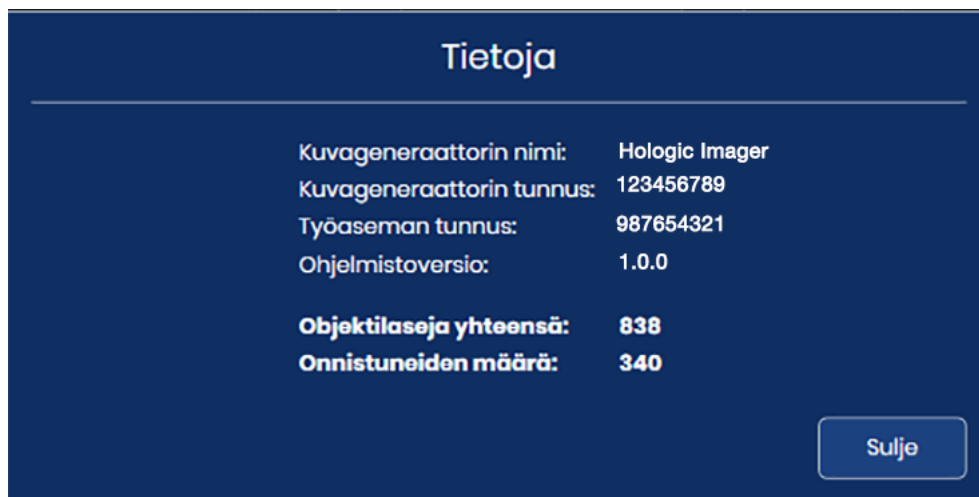 Tietoja
Kuvageneraattorin nimi: Hologic Imager
Kuvageneraattorin tunnus: 123456789
Työaseman tunnus: 987654321
Ohjelmistoversio: 1.0.0
Objektilaseja yhteensä: 838
Onnistuneiden määrä: 340
Sulje